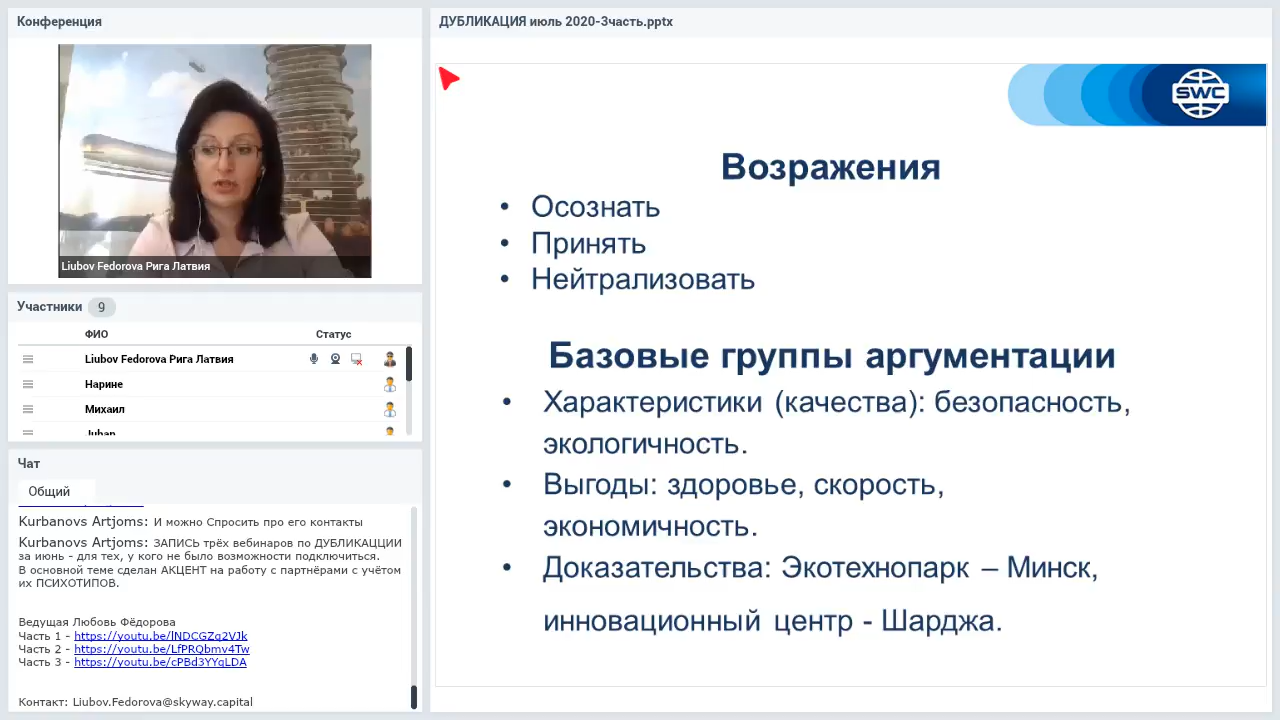 Конференция
Liubov Fedorova Рига Латвия
Участники 9
ФИО Статус
Liubov Fedorova Рига Латвия
Нарине
Михаил
Чат
Общий
Kurbanovs Artjoms: И можно Спросить про его контакты
Kurbanovs Artjoms: ЗАПИСЬ трёх вебинаров по ДУБЛИКАЦЦИИ
за июнь - для тех, у кого не было возможности подключиться.
В основной теме сделан АКЦЕНТ на работу с партнёрами с учётом
их ПСИХОТИПОВ.
Ведущая Любовь Фёдорова
Часть 1 - https://youtu.be/lNDCGZq2VJk
Часть 2 - https://youtu.be/LfPRQbmv4Tw
Часть 3 - https://youtu.be/cPBd3YYqLDA
Контакт: Liubov.Fedorova@skyway.capital
ДУБЛИКАЦИЯ июль 2020-3часть.pptx
SWC
Возражения
• Осознать
• Принять
• Нейтрализовать
Базовые группы аргументации
• Характеристики (качества): безопасность,
экологичность.
• Выгоды: здоровье, скорость,
экономичность.
• Доказательства: Экотехнопарк – Минск,
инновационный центр - Шарджа.